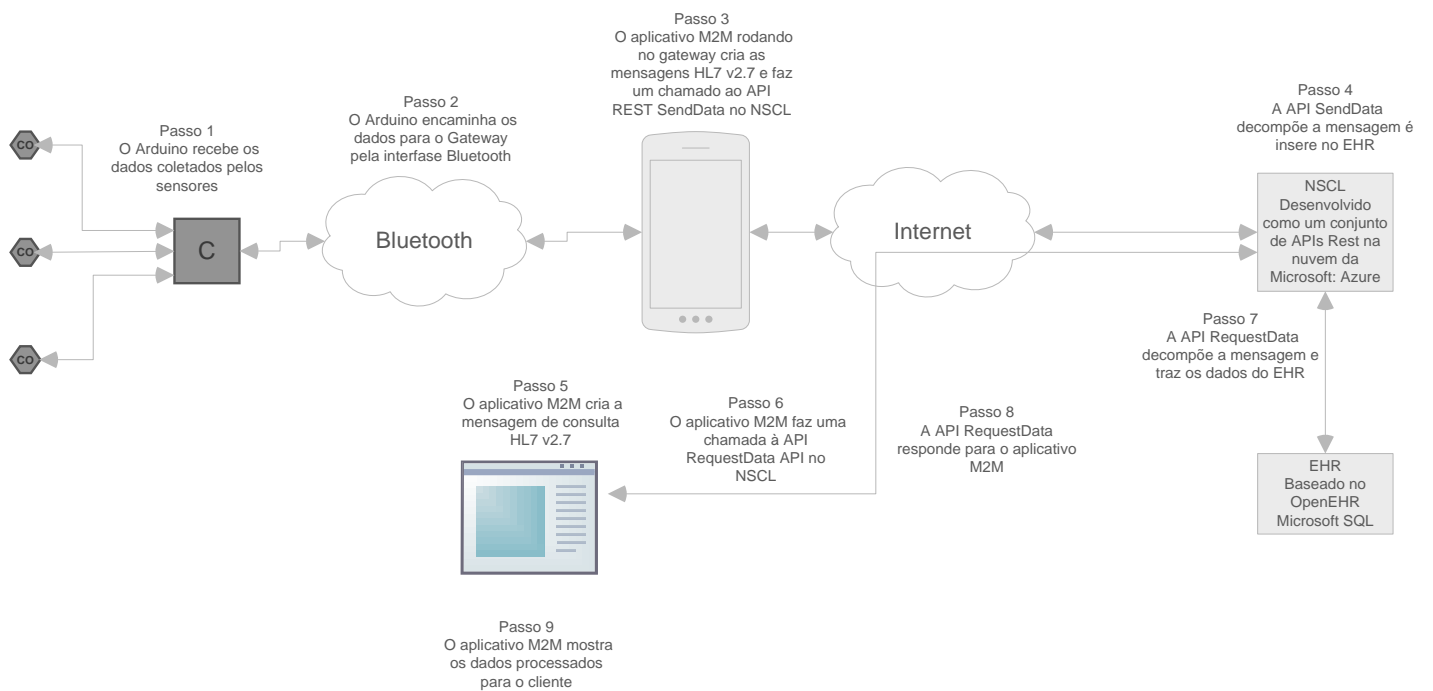 Passo 3
O aplicativo M2M rodando
no gateway cria as
mensagens HL7 v2.7 e faz
um chamado ao API
REST SendData no NSCL
Passo 4
A API SendData
decompõe a mensagem é
insere no EHR
Passo 2
O Arduino encaminha os
dados para o Gateway
pela interfase Bluetooth
Passo 1
O Arduino recebe os
dados coletados pelos
sensores
CO
CO
CO
C
Bluetooth
Internet
NSCL
Desenvolvido
como um conjunto
de APIs Rest na
nuvem da
Microsoft: Azure
Passo 7
A API RequestData
decompõe a mensagem e
traz os dados do EHR
Passo 5
O aplicativo M2M cria a
mensagem de consulta
HL7 v2.7
Passo 6
O aplicativo M2M faz uma
chamada à API
RequestData API no
NSCL
Passo 8
A API RequestData
responde para o aplicativo
M2M
EHR
Baseado no
OpenEHR
Microsoft SQL
Passo 9
O aplicativo M2M mostra
os dados processados
para o cliente